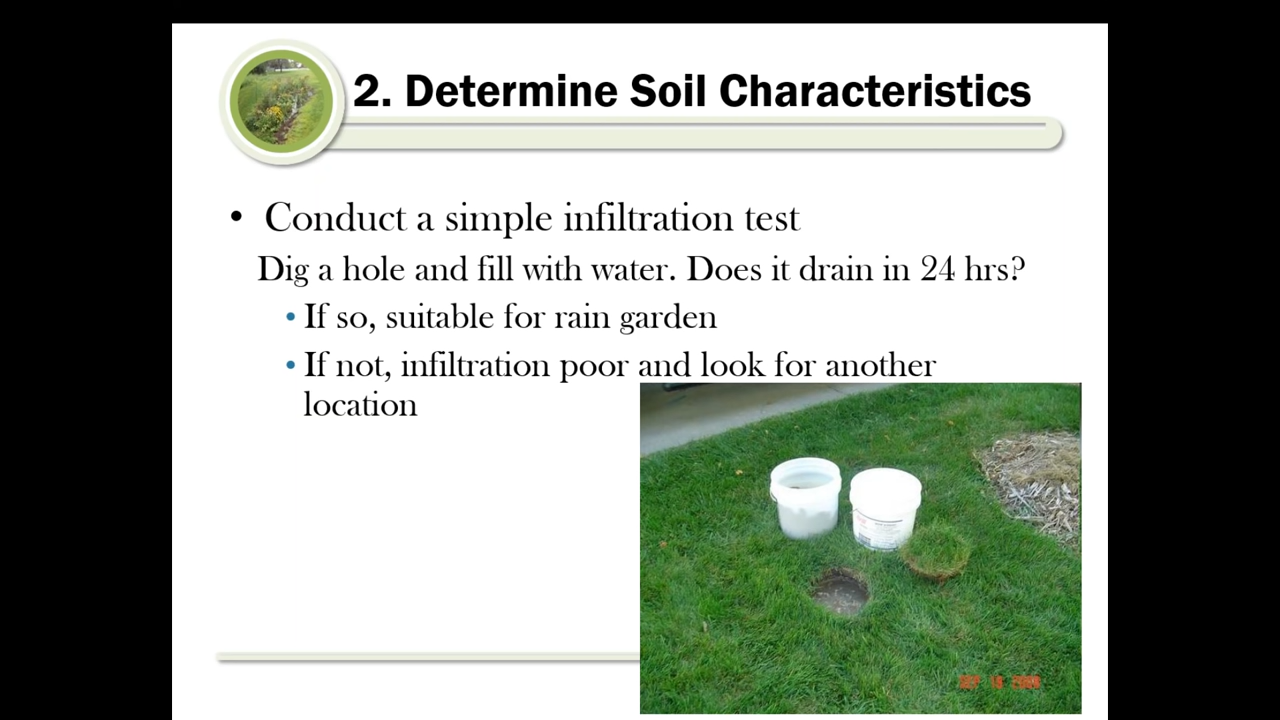 2. Determine Soil Characteristics
• Conduct a simple infiltration test
Dig a hole and fill with water. Does it drain in 24 hrs?
• If so, suitable for rain garden
• If not, infiltration poor and look for another
location